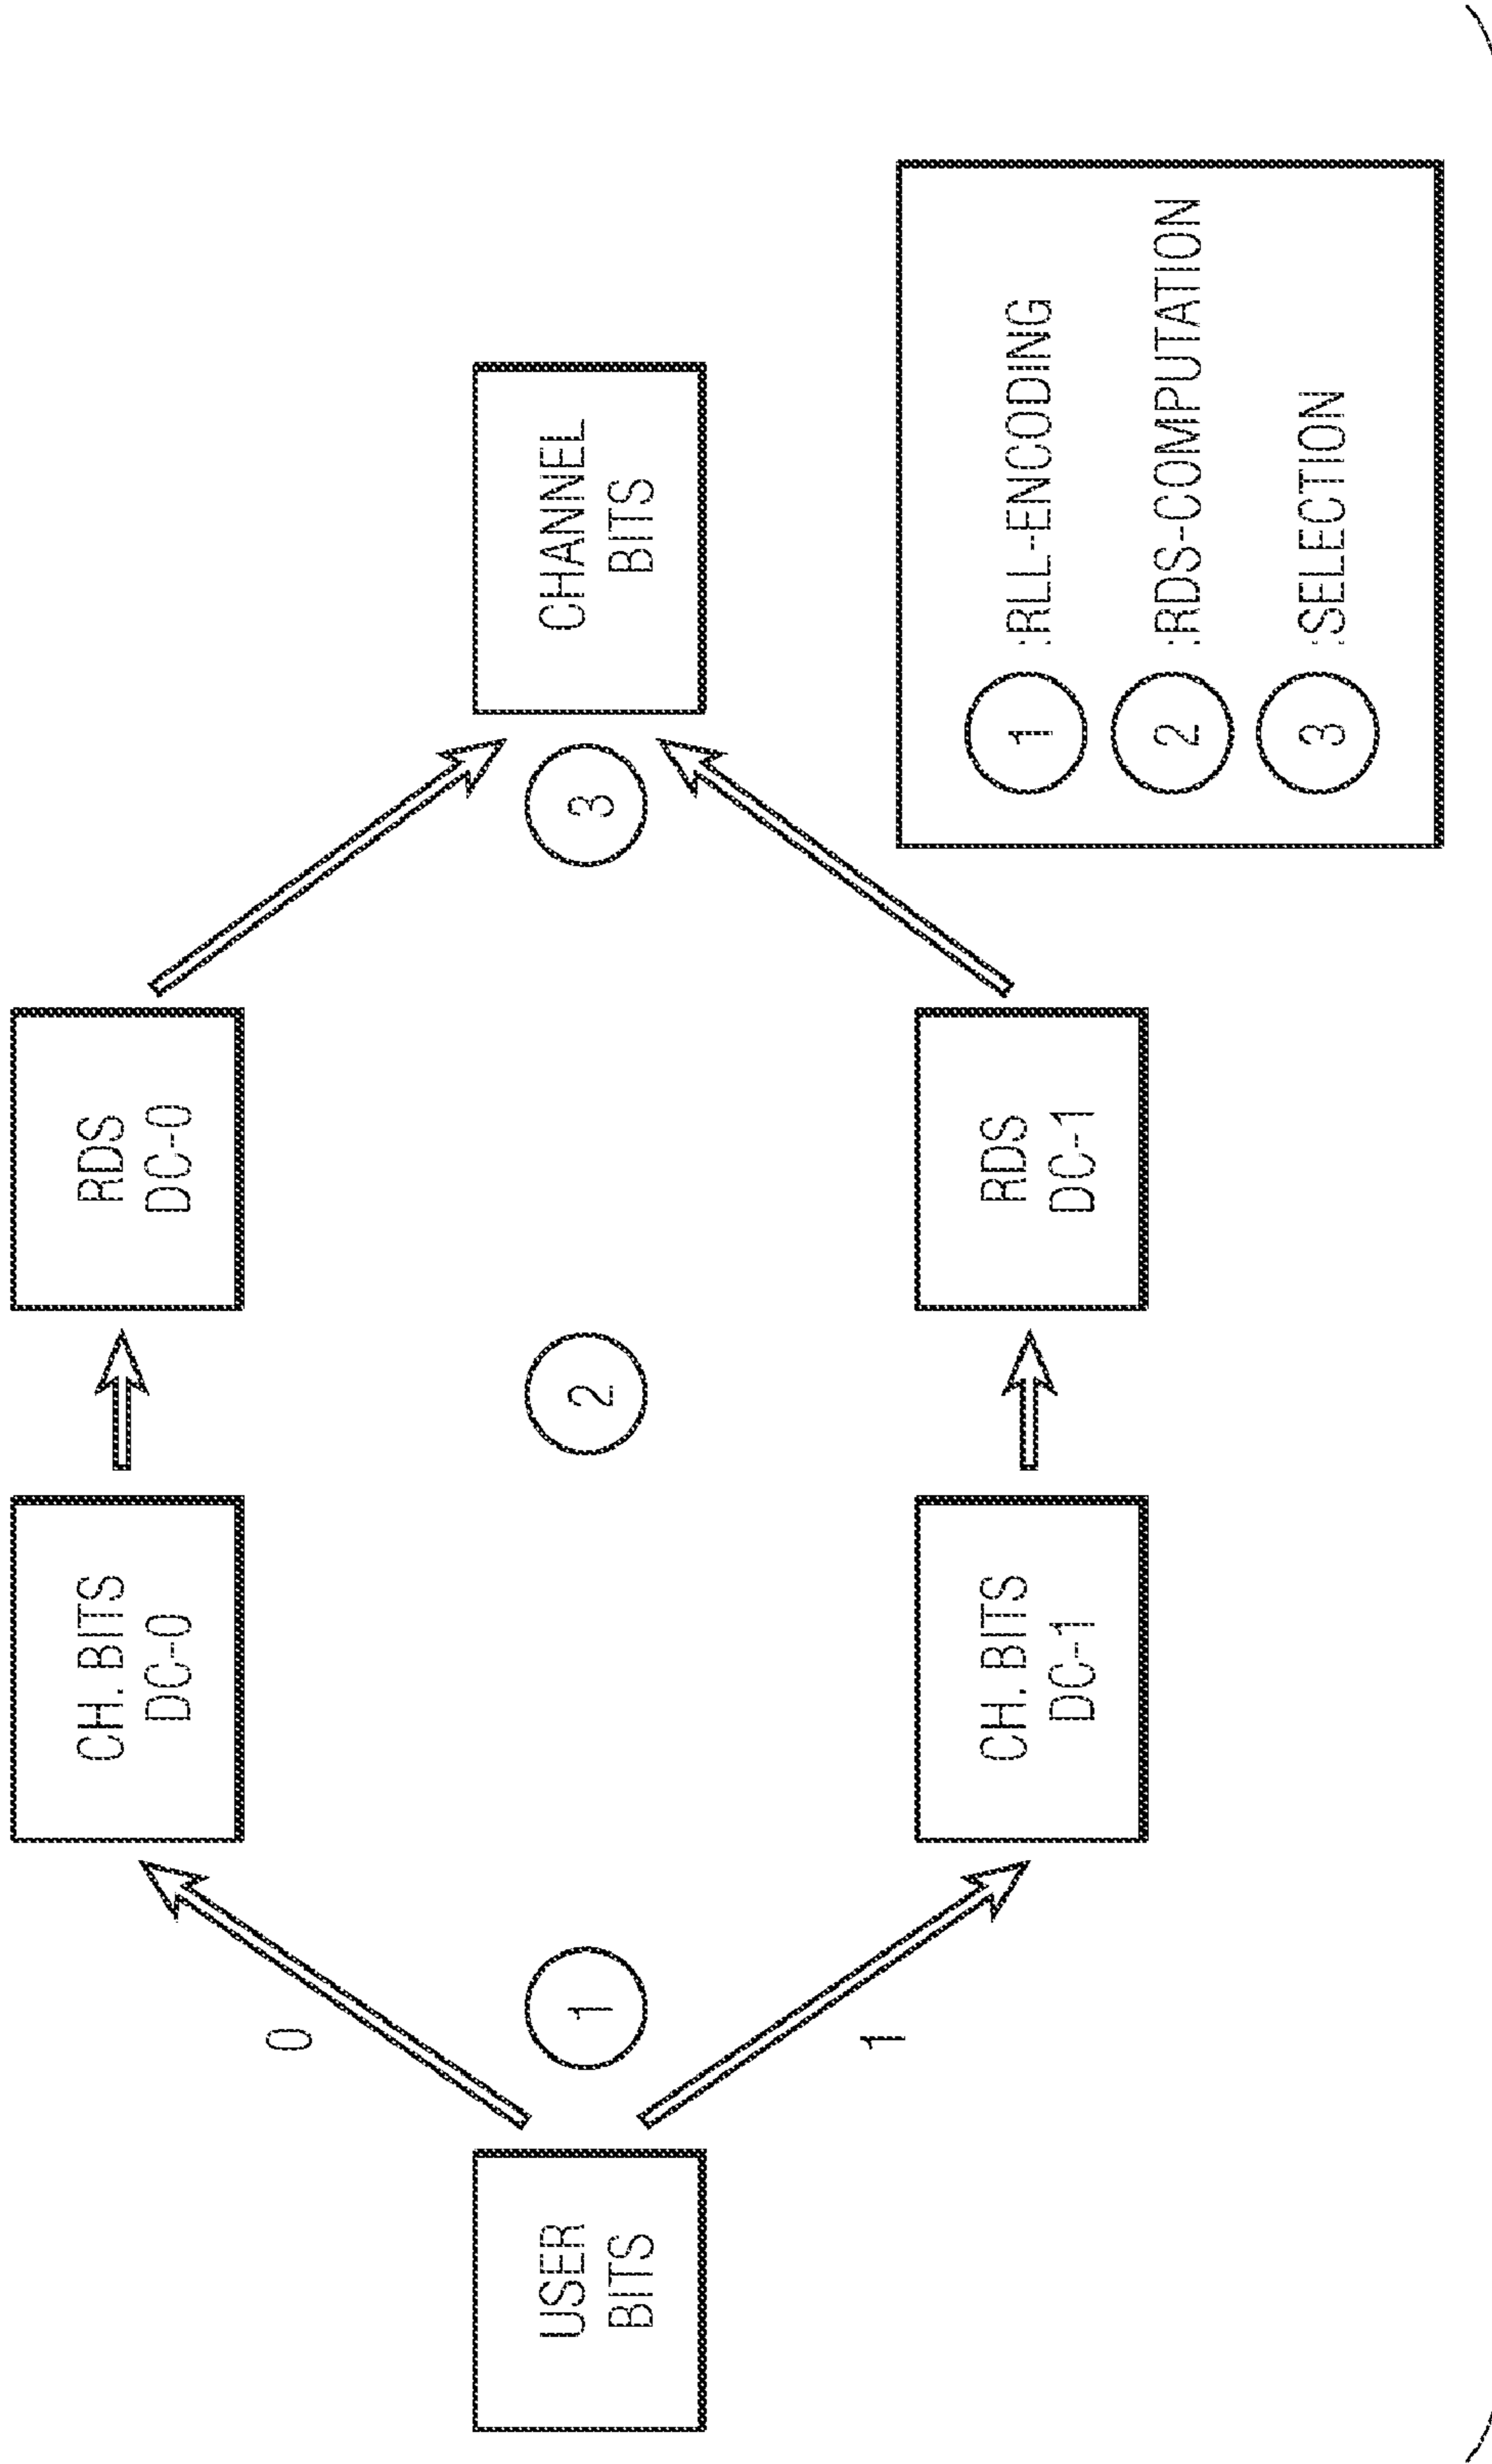 USER
BITS
0
1
1
CH. BITS
DC-0
CH. BITS
DC-1
2
RDS
DC-0
RDS
DC-1
3
CHANNEL
BITS
1 :RLL-ENCODING
2 :RDS-COMPUTATION
3 :SELECTION